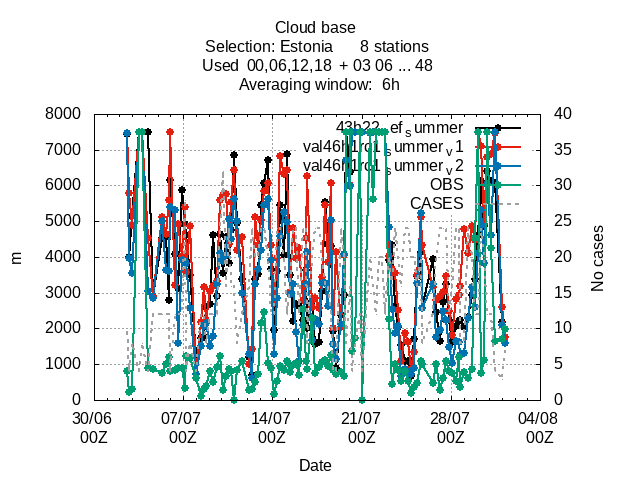 Cloud base
Selection: Estonia 8 stations
Used 00,06,12,18 + 03 06 ... 48
Averaging window: 6h
8000
7000
6000
5000
4000
3000
2000
1000
0
40
35
30
25
20
15
10
5
0
m
No cases
summer
val46h1rc1summerv1
val46h1rc1summerv2
OBS
CASES
30/06 00Z
07/07 00Z
14/07 00Z
21/07 00Z
28/07 00Z
04/08 00Z
Date